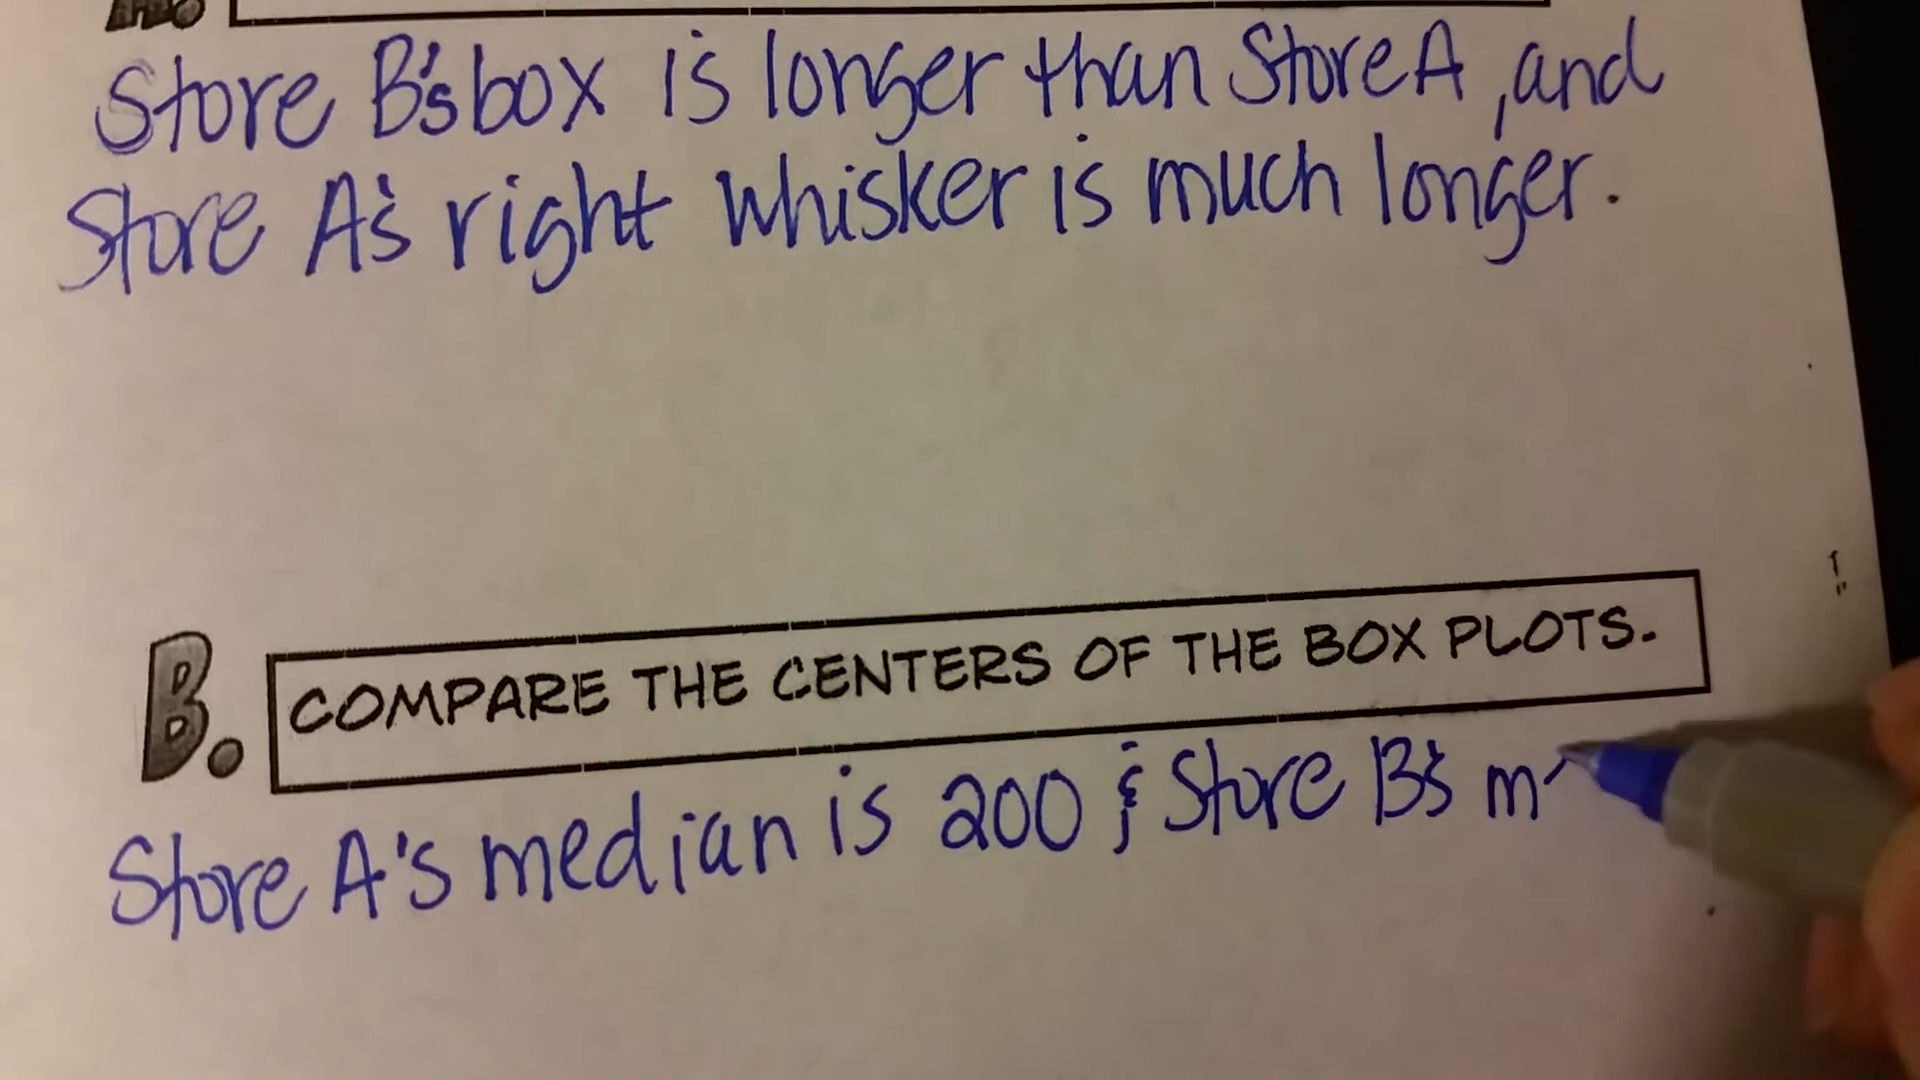 Store B's box is longer than Store A, and
Store A's right whisker is much longer.
B. COMPARE THE CENTERS OF THE BOX PLOTS.
Store A's median is 200 & Store B's m